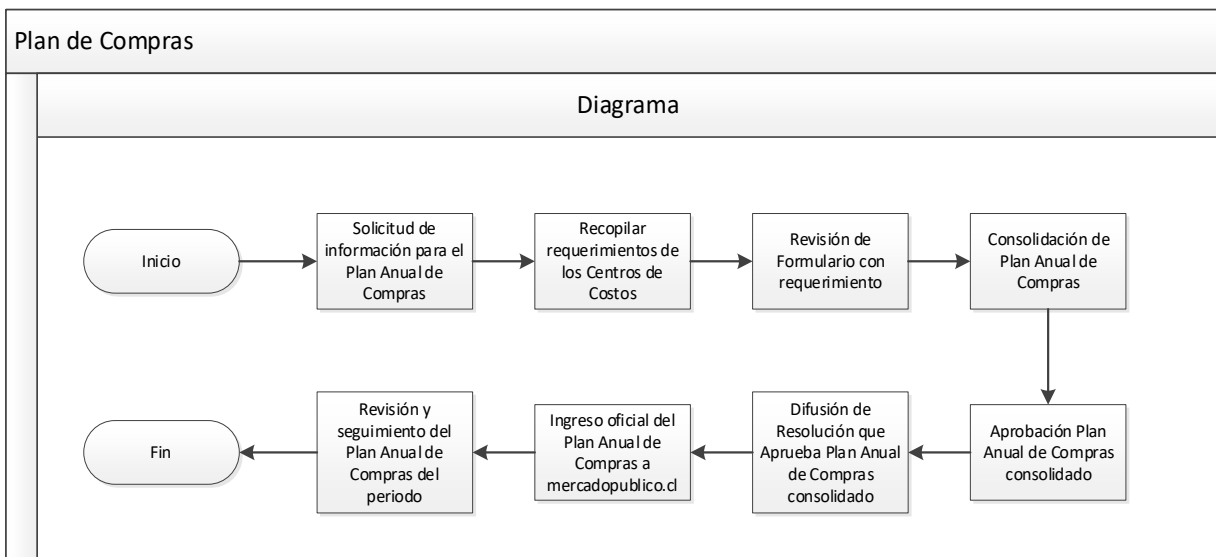 Plan de Compras
Diagrama
Inicio
Solicitud de
información para el
Plan Anual de
Compras
Recopilar
requerimientos de
los Centros de
Costos
Revisión de
Formulario con
requerimiento
Consolidación de
Plan Anual de
Compras
Aprobación Plan
Anual de Compras
consolidado
Difusión de
Resolución que
Aprueba Plan Anual
de Compras
consolidado
Ingreso oficial del
Plan Anual de
Compras a
mercadopublico.cl
Revisión y
seguimiento del
Plan Anual de
Compras del
periodo
Fin